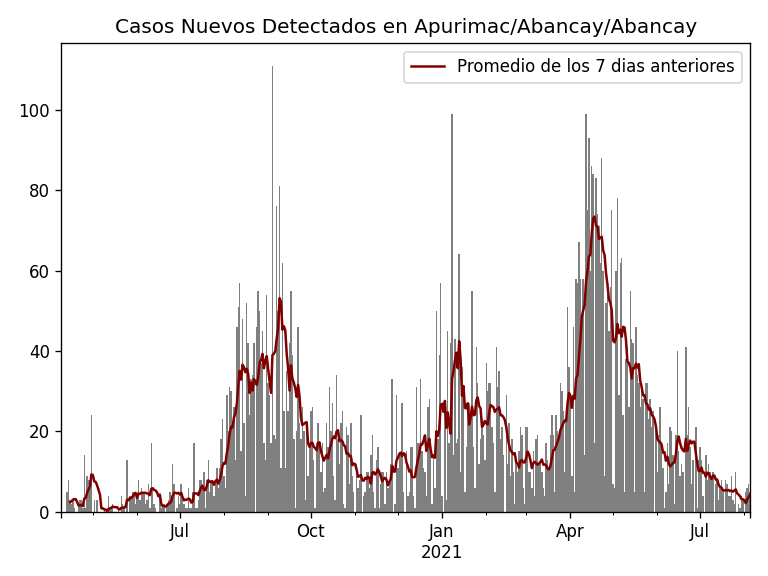 Casos Nuevos Detectados en Apurimac/Abancay/Abancay
Promedio de los 7 dias anteriores
100
80
60
40
20
0
Jul
Oct
Jan
Apr
Jul
2021